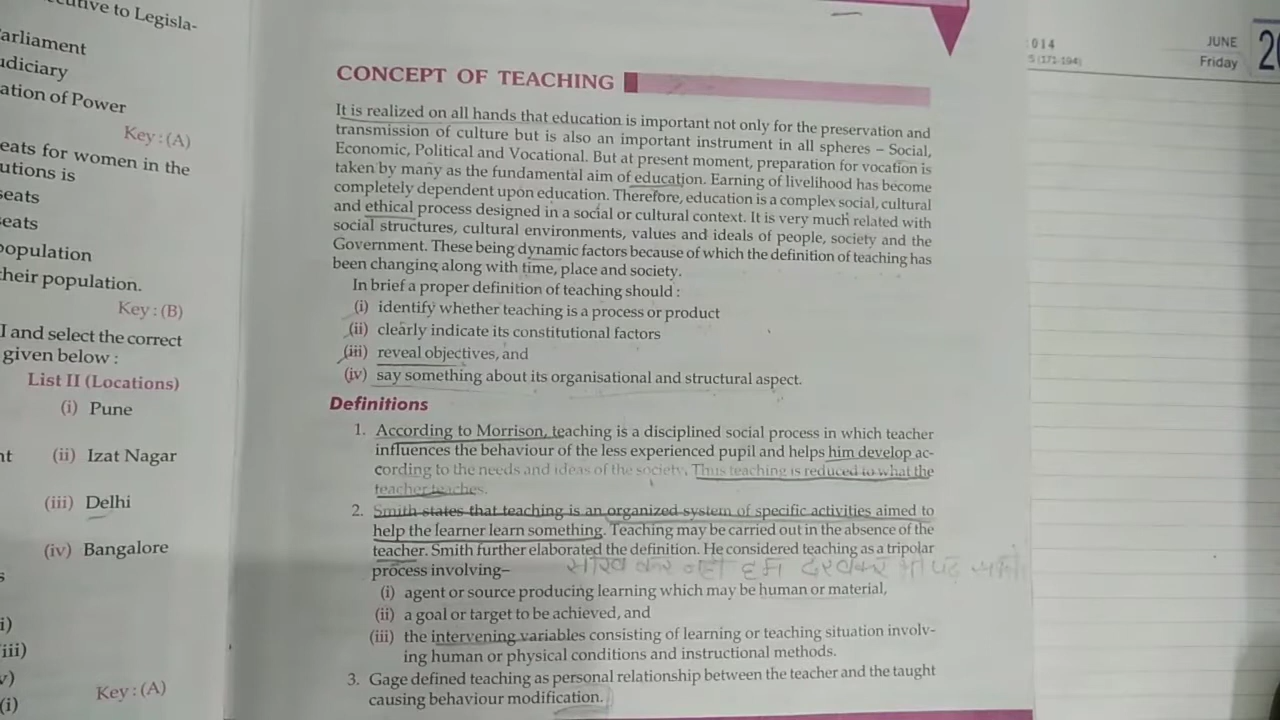 to Legisla-
arliament
udiciary
ation of Power
Key : (A)
eats for women in the
utions is
seats
eats
population
heir population.
Key : (B)
I and select the correct
given below :
List II (Locations)
(i) Pune
nt (ii) Izat Nagar
(iii) Delhi
(iv) Bangalore
s
i)
iii)
v)
Key : (A)
(i)
CONCEPT OF TEACHING
It is realized on all hands that education is important not only for the preservation and
transmission of culture but is also an important instrument in all spheres – Social,
Economic, Political and Vocational. But at present moment, preparation for vocation is
taken by many as the fundamental aim of education. Earning of livelihood has become
completely dependent upon education. Therefore, education is a complex social, cultural
and ethical process designed in a social or cultural context. It is very much related with
social structures, cultural environments, values and ideals of people, society and the
Government. These being dynamic factors because of which the definition of teaching has
been changing along with time, place and society.
In brief a proper definition of teaching should :
(i) identify whether teaching is a process or product
(ii) clearly indicate its constitutional factors
(iii) reveal objectives, and
(iv) say something about its organisational and structural aspect.
Definitions
1. According to Morrison, teaching is a disciplined social process in which teacher
influences the behaviour of the less experienced pupil and helps him develop ac-
cording to the needs and ideas of the society. Thus teaching is reduced to what the
teacher teaches.
2. Smith states that teaching is an organized system of specific activities aimed to
help the learner learn something. Teaching may be carried out in the absence of the
teacher. Smith further elaborated the definition. He considered teaching as a tripolar
process involving–
(i) agent or source producing learning which may be human or material,
(ii) a goal or target to be achieved, and
(iii) the intervening variables consisting of learning or teaching situation involv-
ing human or physical conditions and instructional methods.
3. Gage defined teaching as personal relationship between the teacher and the taught
causing behaviour modification.
014 JUNE
(171-194) Friday